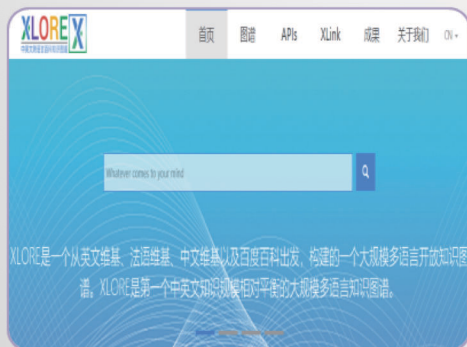 XLORE
首页 图谱 APIs XLink 成果 关于我们 CN
Whatever comes to your mind
XLORE是一个从英文维基、法语维基、中文维基以及百度百科出发、构建的一个大规模多语言开放知识图
谱。XLORE是第一个中英文知识规模相对平衡的大规模多语言知识图谱。